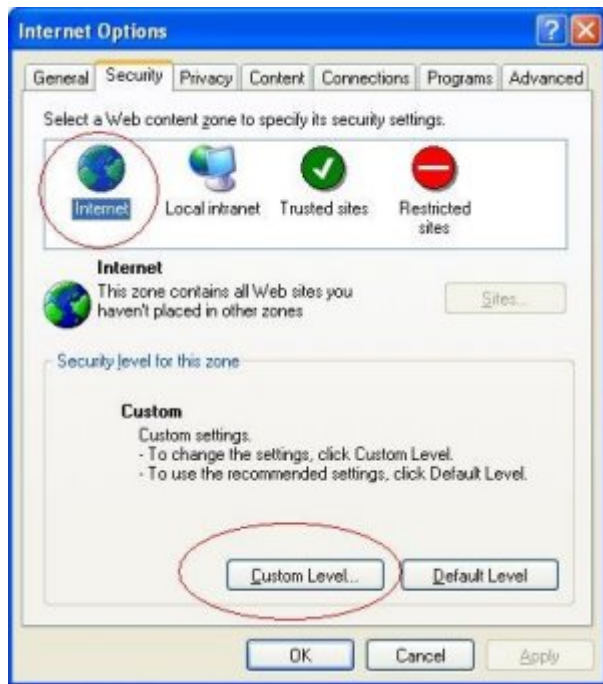 Internet Options
General Security Privacy Content Connections Programs Advanced
Select a Web content zone to specify its security settings.
Internet Local intranet Trusted sites Restricted
sites
Internet
This zone contains all Web sites you
haven't placed in other zones
Sites...
Security level for this zone
Custom
Custom settings.
- To change the settings, click Custom Level.
- To use the recommended settings, click Default Level.
Custom Level... Default Level
OK Cancel Apply